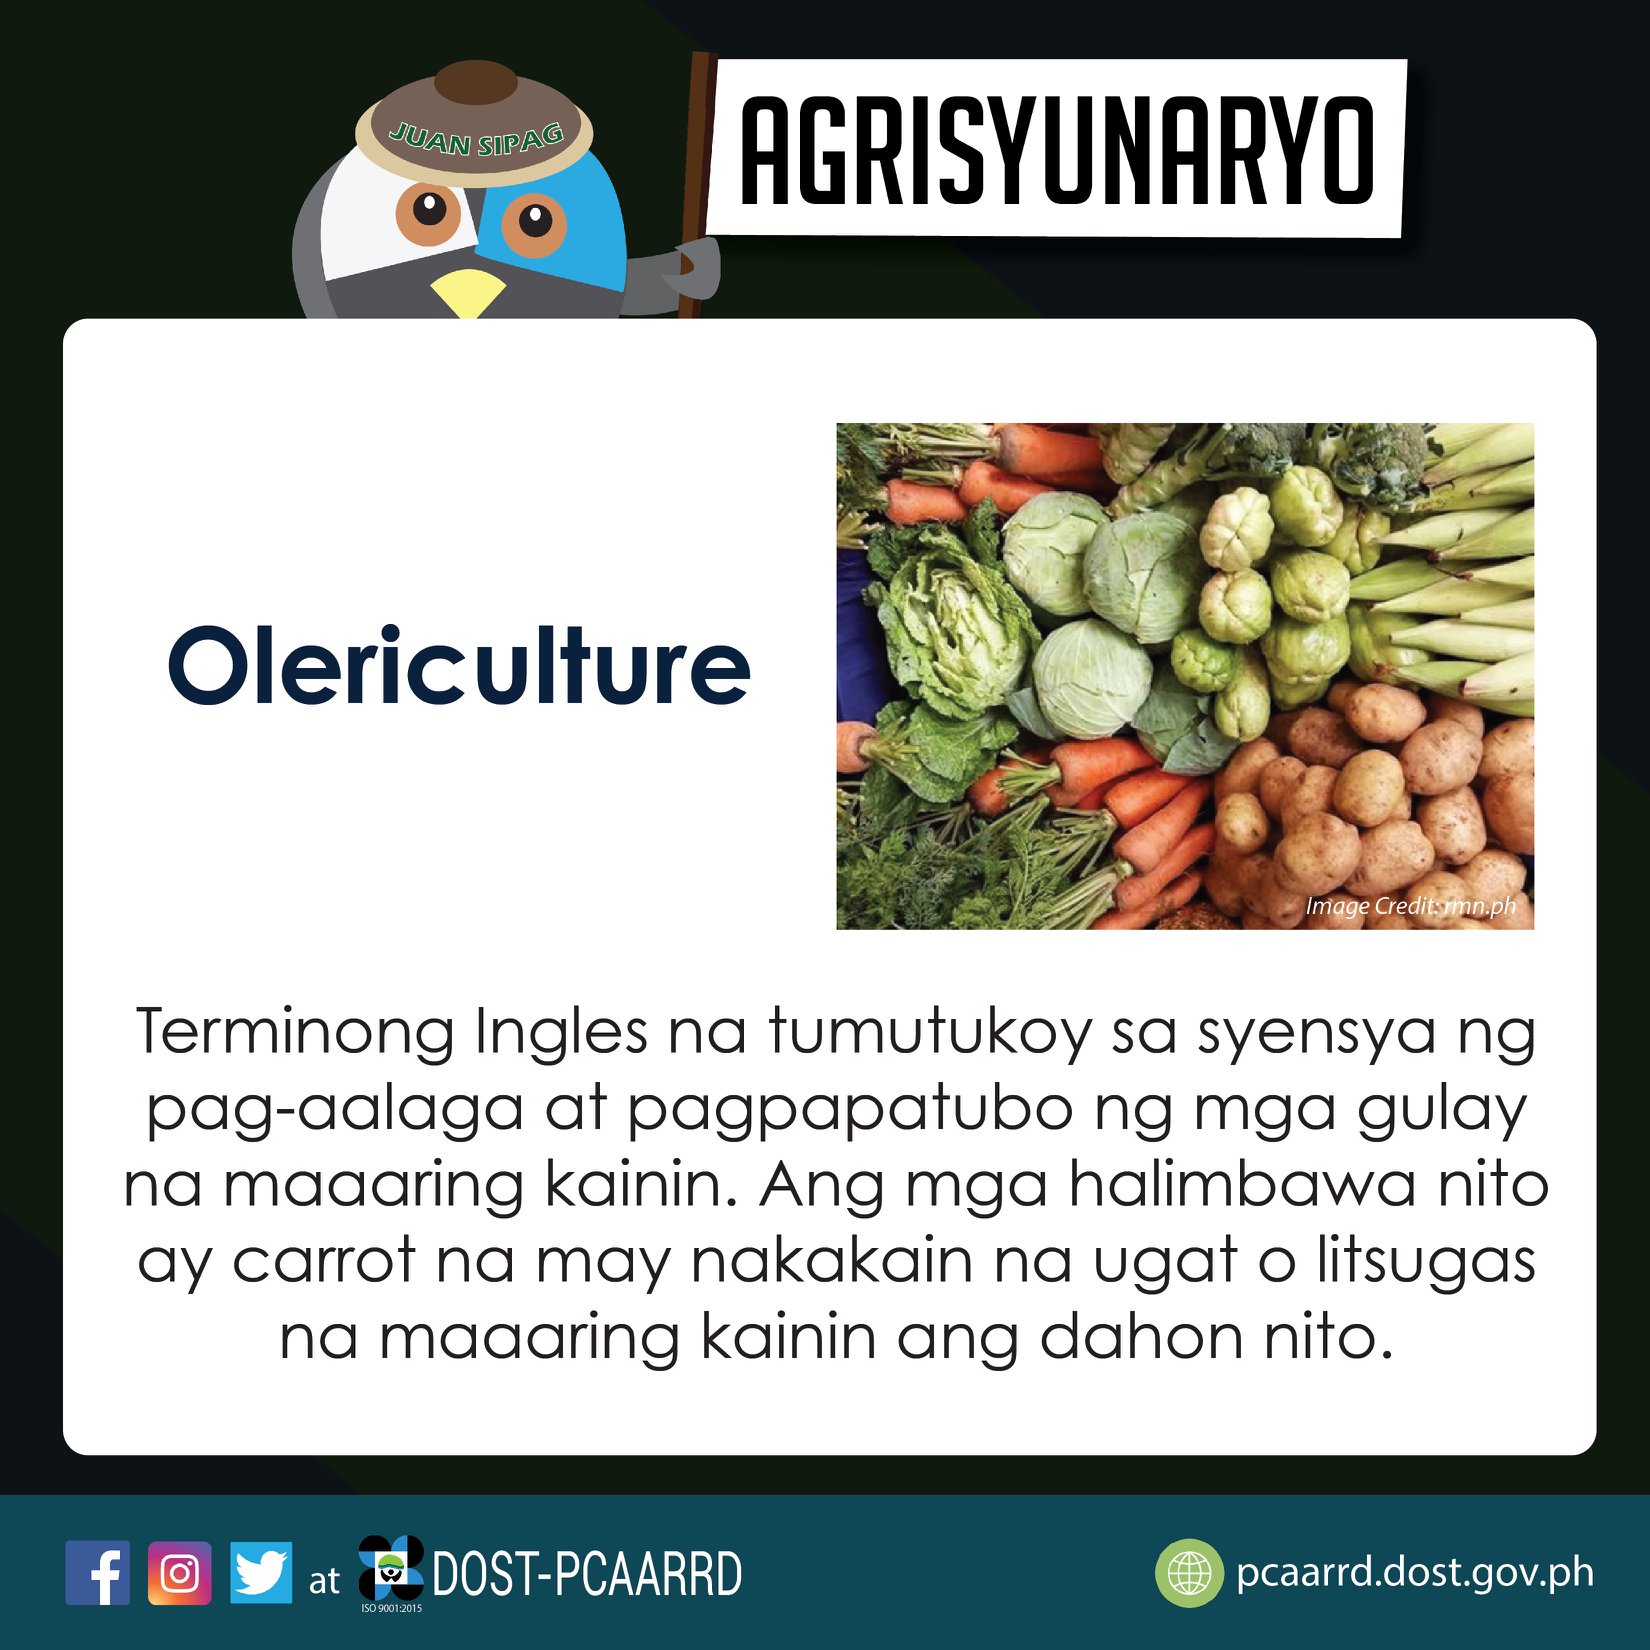 JUAN SIPAG
AGRISYUNARYO
Olericulture
Image Credit: rmn.ph
Terminong Ingles na tumutukoy sa syensya ng
pag-aalaga at pagpapatubo ng mga gulay
na maaaring kainin. Ang mga halimbawa nito
ay carrot na may nakakain na ugat o litsugas
na maaaring kainin ang dahon nito.
at DOST-PCAARRD
ISO 9001:2015
pcaarrd.dost.gov.ph